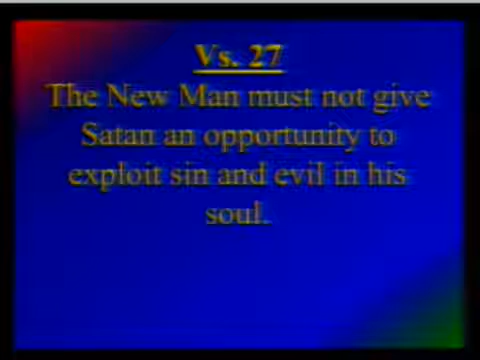 Vs. 27
The New Man must not give
Satan an opportunity to
exploit sin and evil in his
soul.